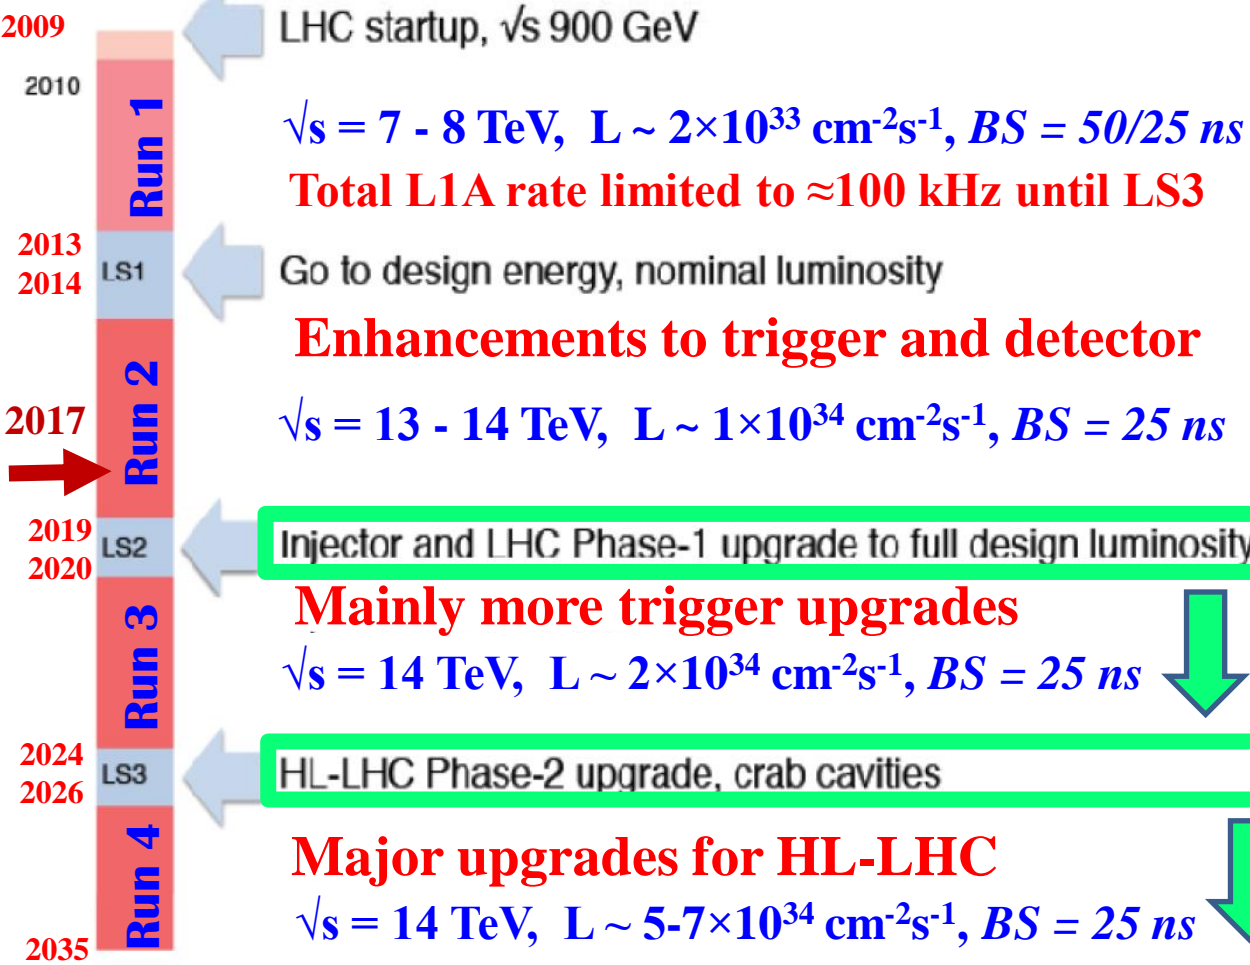 2009
LHC startup, √s 900 GeV
2010
Run 1
√s = 7 - 8 TeV, L ~ 2×10³³ cm⁻²s⁻¹, BS = 50/25 ns
Total L1A rate limited to ≈100 kHz until LS3
2013
2014
LS1
Go to design energy, nominal luminosity
Enhancements to trigger and detector
Run 2
2017
√s = 13 - 14 TeV, L ~ 1×10³⁴ cm⁻²s⁻¹, BS = 25 ns
2019
2020
LS2
Injector and LHC Phase-1 upgrade to full design luminosity
Mainly more trigger upgrades
Run 3
√s = 14 TeV, L ~ 2×10³⁴ cm⁻²s⁻¹, BS = 25 ns
2024
2026
LS3
HL-LHC Phase-2 upgrade, crab cavities
Major upgrades for HL-LHC
Run 4
√s = 14 TeV, L ~ 5-7×10³⁴ cm⁻²s⁻¹, BS = 25 ns
2035